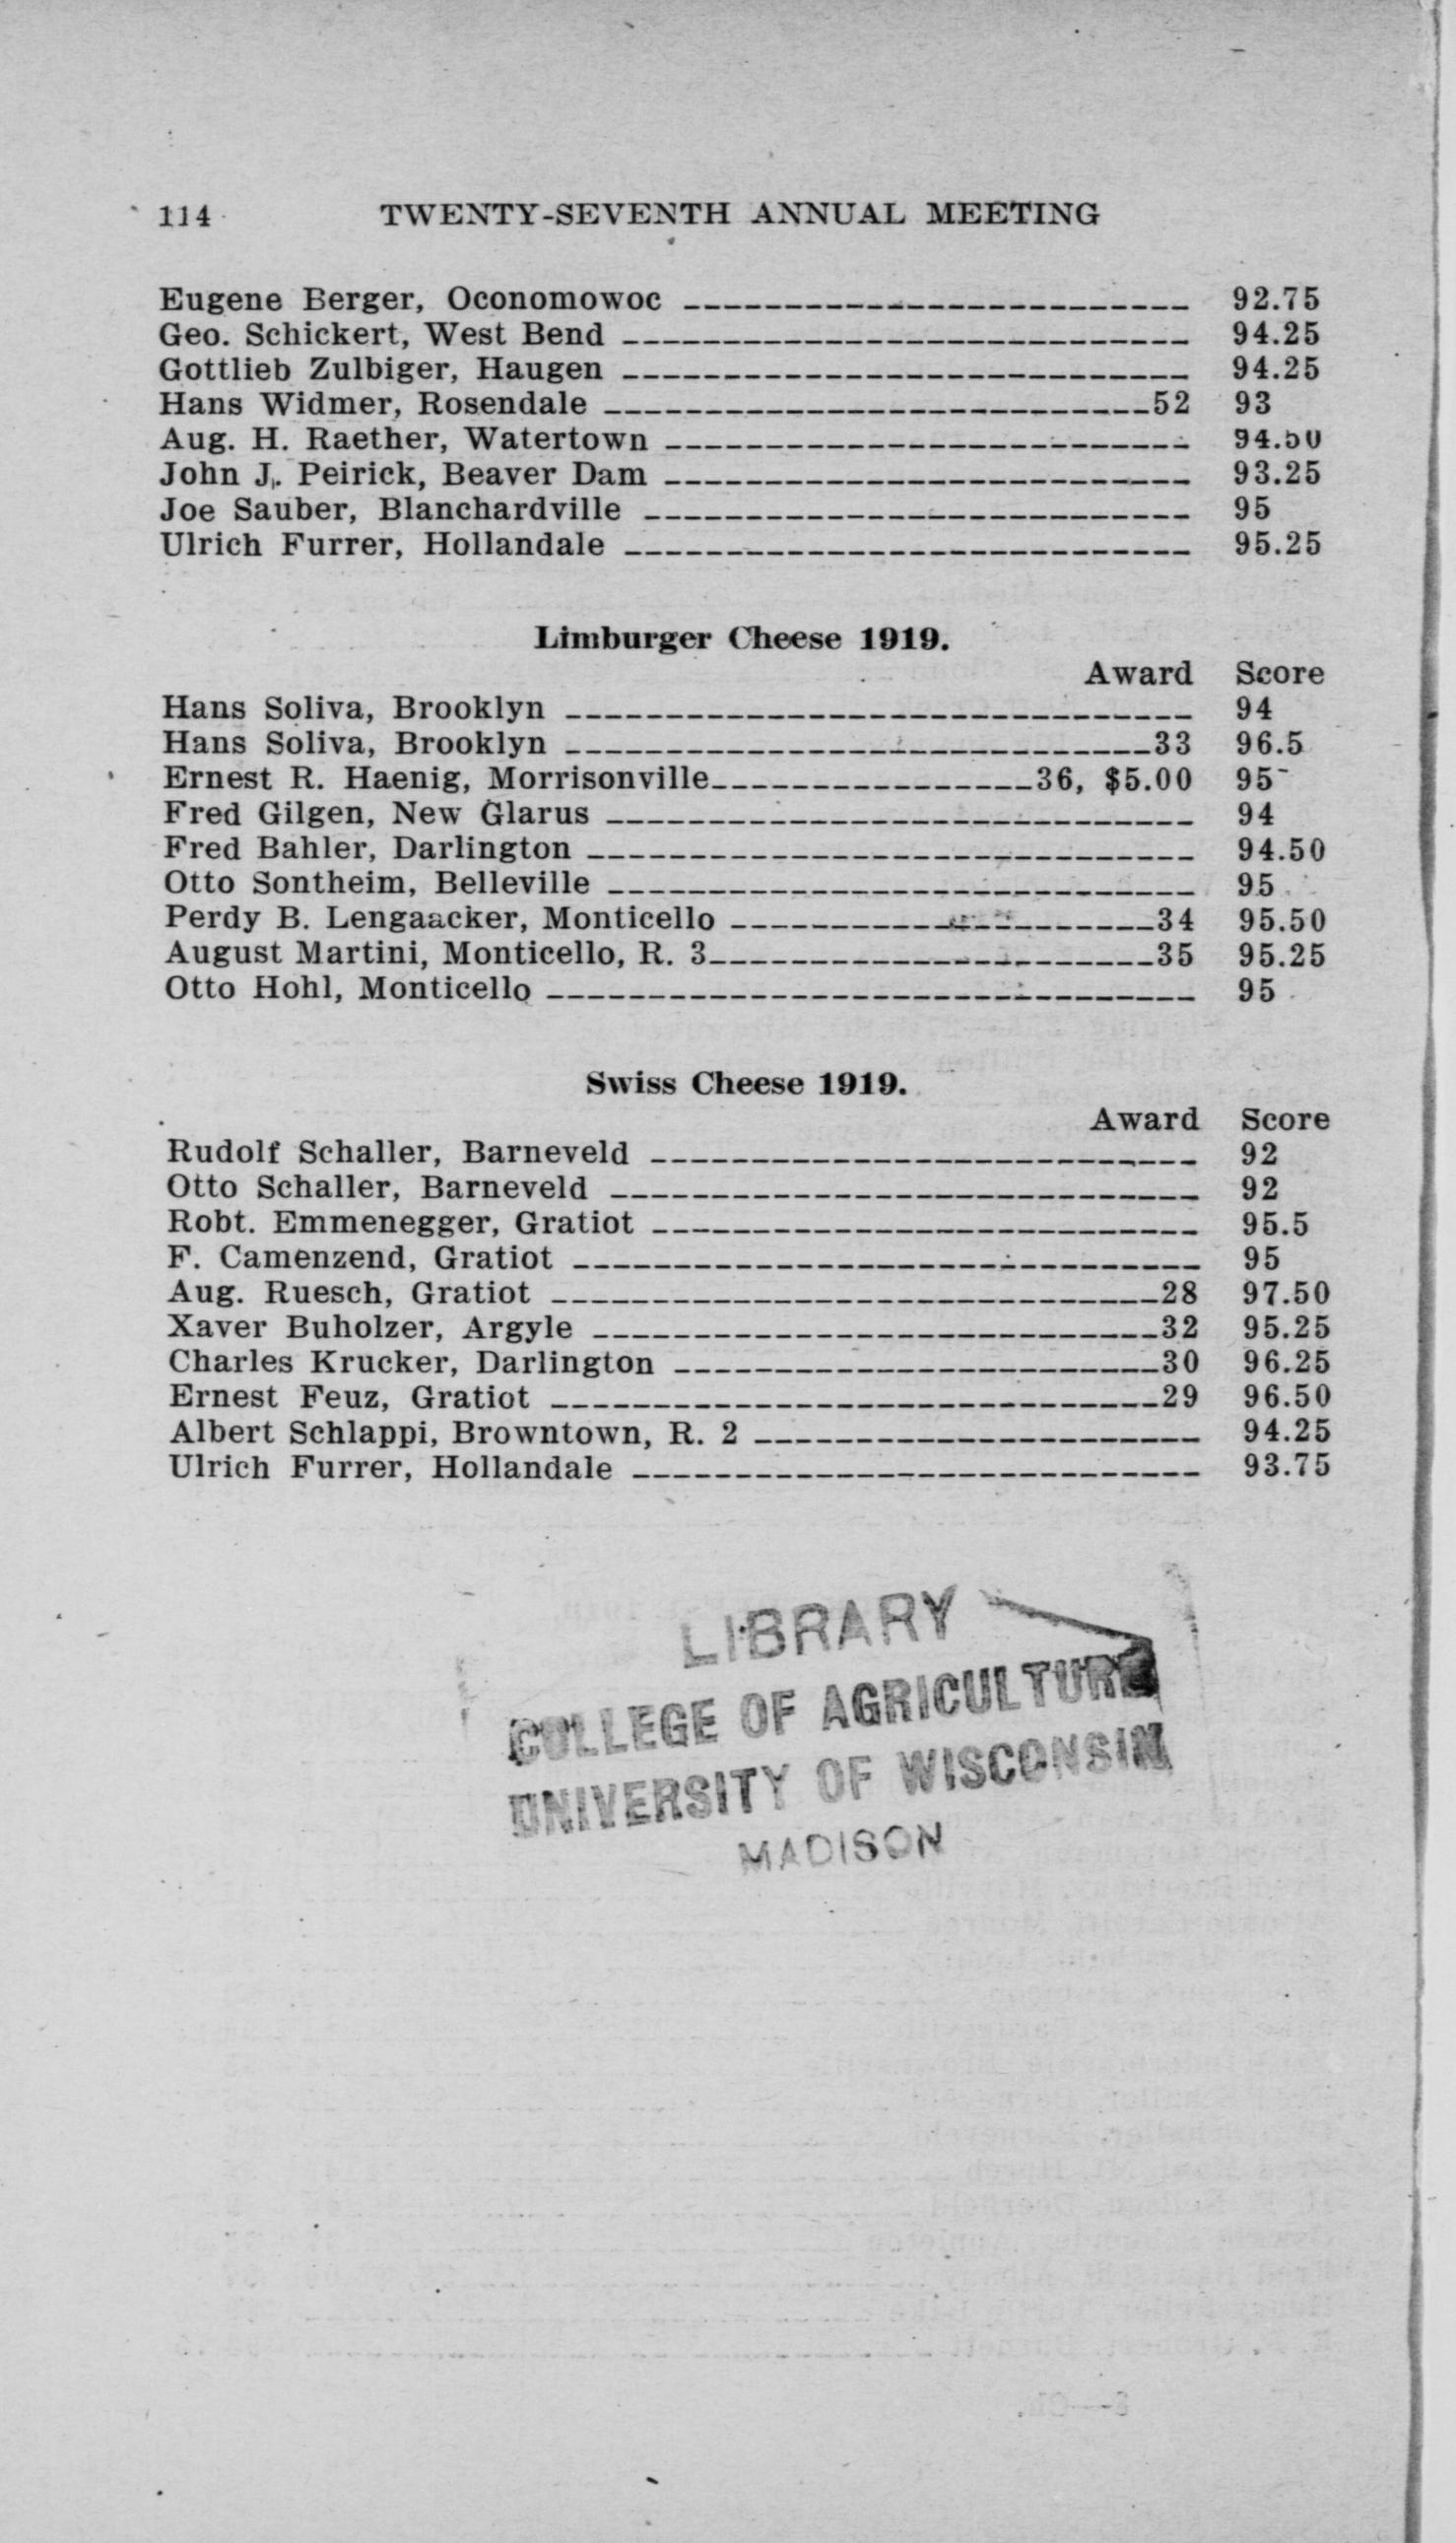 114 TWENTY-SEVENTH ANNUAL MEETING
Eugene Berger, Oconomowoc 92.75
Geo. Schickert, West Bend 94.25
Gottlieb Zulbiger, Haugen 94.25
Hans Widmer, Rosendale 52 93
Aug. H. Raether, Watertown 94.50
John J. Peirick, Beaver Dam 93.25
Joe Sauber, Blanchardville 95
Ulrich Furrer, Hollandale 95.25
Limburger Cheese 1919.
Award Score
Hans Soliva, Brooklyn 94
Hans Soliva, Brooklyn 33 96.5
Ernest R. Haenig, Morrisonville 36, $5.00 95
Fred Gilgen, New Glarus 94
Fred Bahler, Darlington 94.50
Otto Sontheim, Belleville 95
Perdy B. Lengaacker, Monticello 34 95.50
August Martini, Monticello, R. 3 35 95.25
Otto Hohl, Monticello 95
Swiss Cheese 1919.
Award Score
Rudolf Schaller, Barneveld 92
Otto Schaller, Barneveld 92
Robt. Emmenegger, Gratiot 95.5
F. Camenzend, Gratiot 95
Aug. Ruesch, Gratiot 28 97.50
Xaver Buholzer, Argyle 32 95.25
Charles Krucker, Darlington 30 96.25
Ernest Feuz, Gratiot 29 96.50
Albert Schlappi, Browntown, R. 2 94.25
Ulrich Furrer, Hollandale 93.75
LIBRARY
COLLEGE OF AGRICULTURE
UNIVERSITY OF WISCONSIN
MADISON